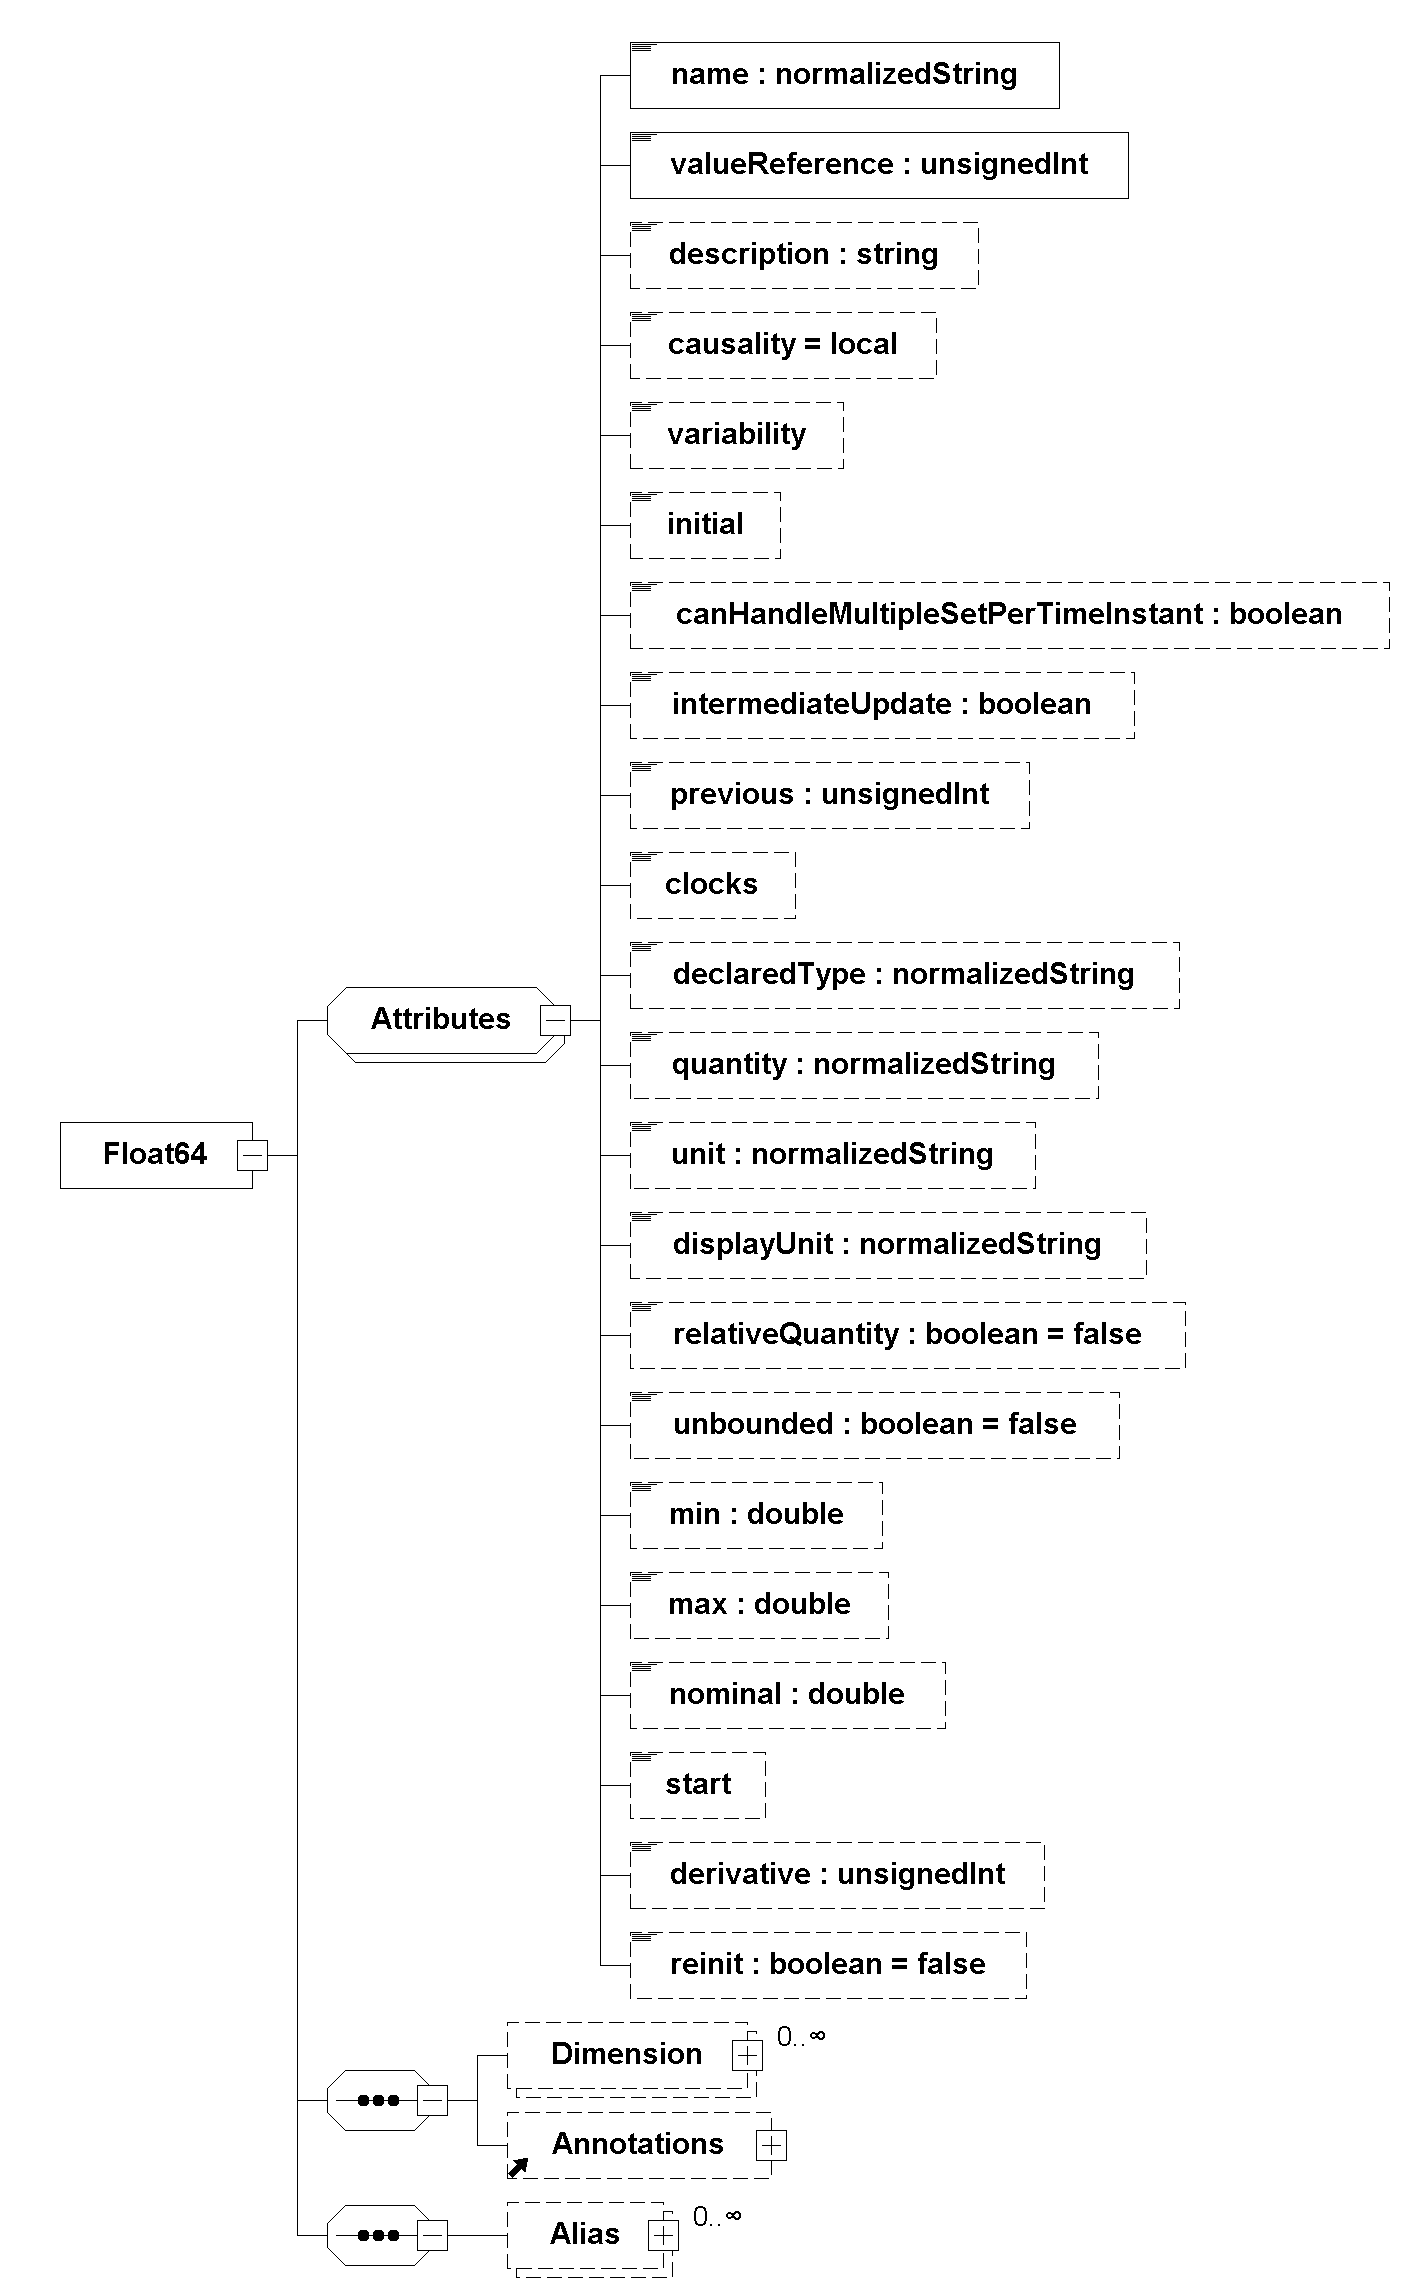 name : normalizedString
valueReference : unsignedInt
description : string
causality = local
variability
initial
canHandleMultipleSetPerTimeInstant : boolean
intermediateUpdate : boolean
previous : unsignedInt
clocks
declaredType : normalizedString
Attributes
quantity : normalizedString
Float64
unit : normalizedString
displayUnit : normalizedString
relativeQuantity : boolean = false
unbounded : boolean = false
min : double
max : double
nominal : double
start
derivative : unsignedInt
reinit : boolean = false
Dimension
0..∞
Annotations
Alias
0..∞